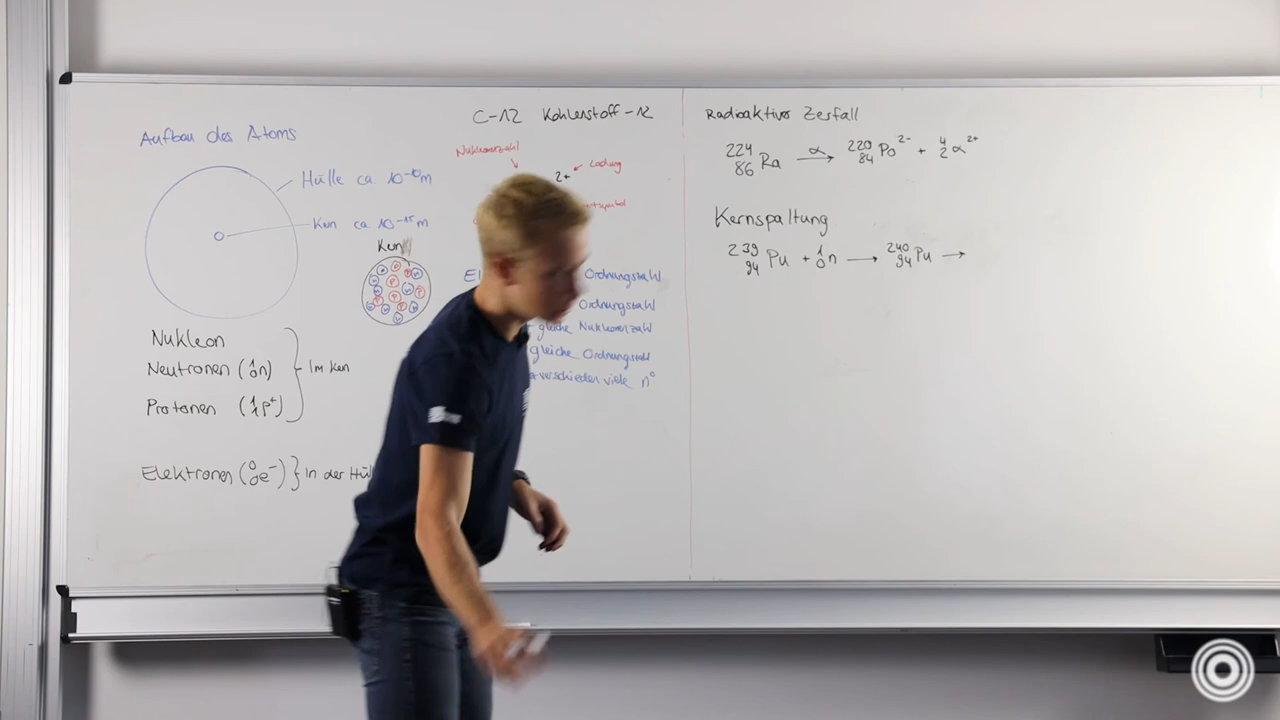 Aufbau des Atoms
Hülle ca. 10⁻¹⁰m
Kern ca 10⁻¹⁵m
Kern
Nukleon
Neutronen (¹₀n)
Protonen (¹₁p⁺)
} Im Kern
Elektronen (⁰₀e⁻) } In der Hül
C-12 Kohlenstoff-12
Nukleonenzahl
2+
Ladung
El
Ordnungszahl
Ordnungszahl
+ gleiche Nukleonenzahl
gleiche Ordnungszahl
verschieden viele n⁰
Radioaktiver Zerfall
²²⁴₈₆Ra →α ²²⁰₈₄Po²⁻ + ⁴₂α²⁺
Kernspaltung
²³⁹₉₄Pu + ¹₀n → ²⁴⁰₉₄Pu →